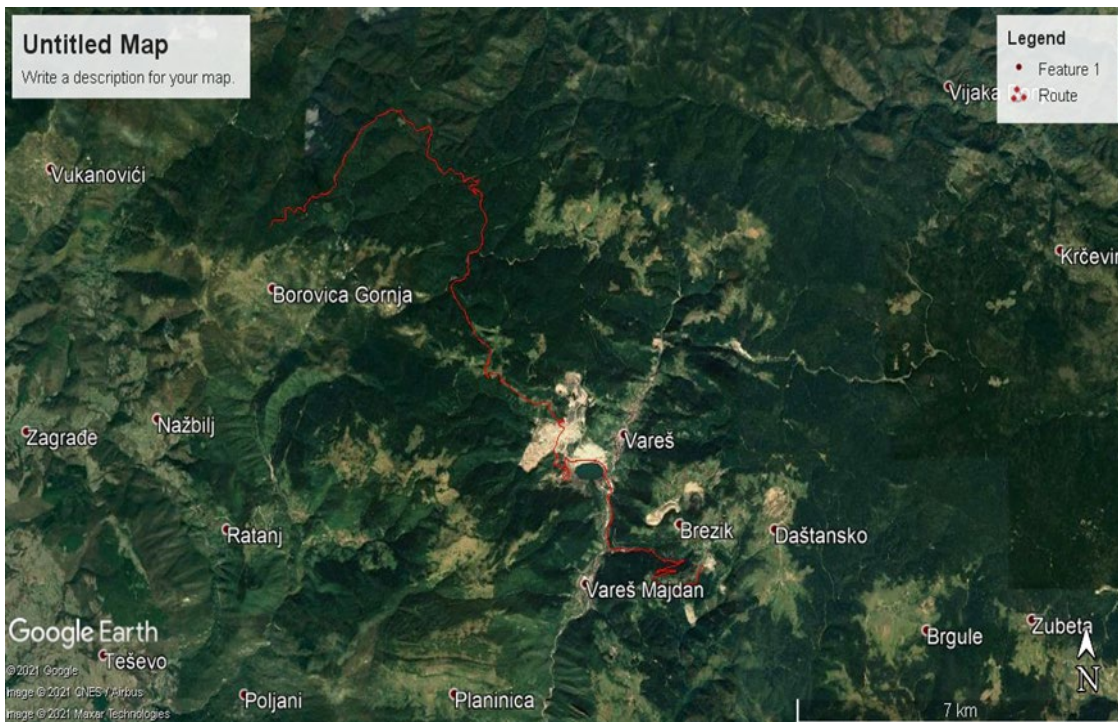 Untitled Map
Write a description for your map.
Legend
Feature 1
Route
Vijaka
Vukanovići
Krčevin
Borovica Gornja
Nažbilj
Zagrađe
Vareš
Ratanj
Brezik
Daštansko
Vareš Majdan
Google Earth
Brgule
Zubeta
Teševo
© 2021 Google
Image © 2021 CNES / Airbus
Image © 2021 Maxar Technologies
Poljani
Planinica
N
7 km